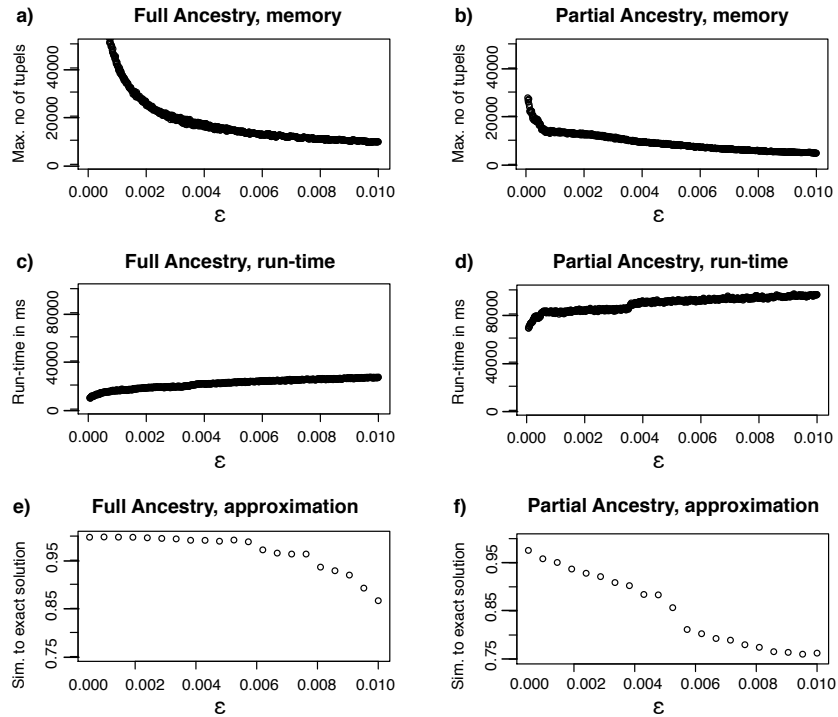 a) Full Ancestry, memory
Max. no of tupels
0 20000 40000
0.000 0.002 0.004 0.006 0.008 0.010
ε
b) Partial Ancestry, memory
Max. no of tupels
0 20000 40000
0.000 0.002 0.004 0.006 0.008 0.010
ε
c) Full Ancestry, run-time
Run-time in ms
0 40000 80000
0.000 0.002 0.004 0.006 0.008 0.010
ε
d) Partial Ancestry, run-time
Run-time in ms
0 40000 80000
0.000 0.002 0.004 0.006 0.008 0.010
ε
e) Full Ancestry, approximation
Sim. to exact solution
0.75 0.85 0.95
0.000 0.002 0.004 0.006 0.008 0.010
ε
f) Partial Ancestry, approximation
Sim. to exact solution
0.75 0.85 0.95
0.000 0.002 0.004 0.006 0.008 0.010
ε